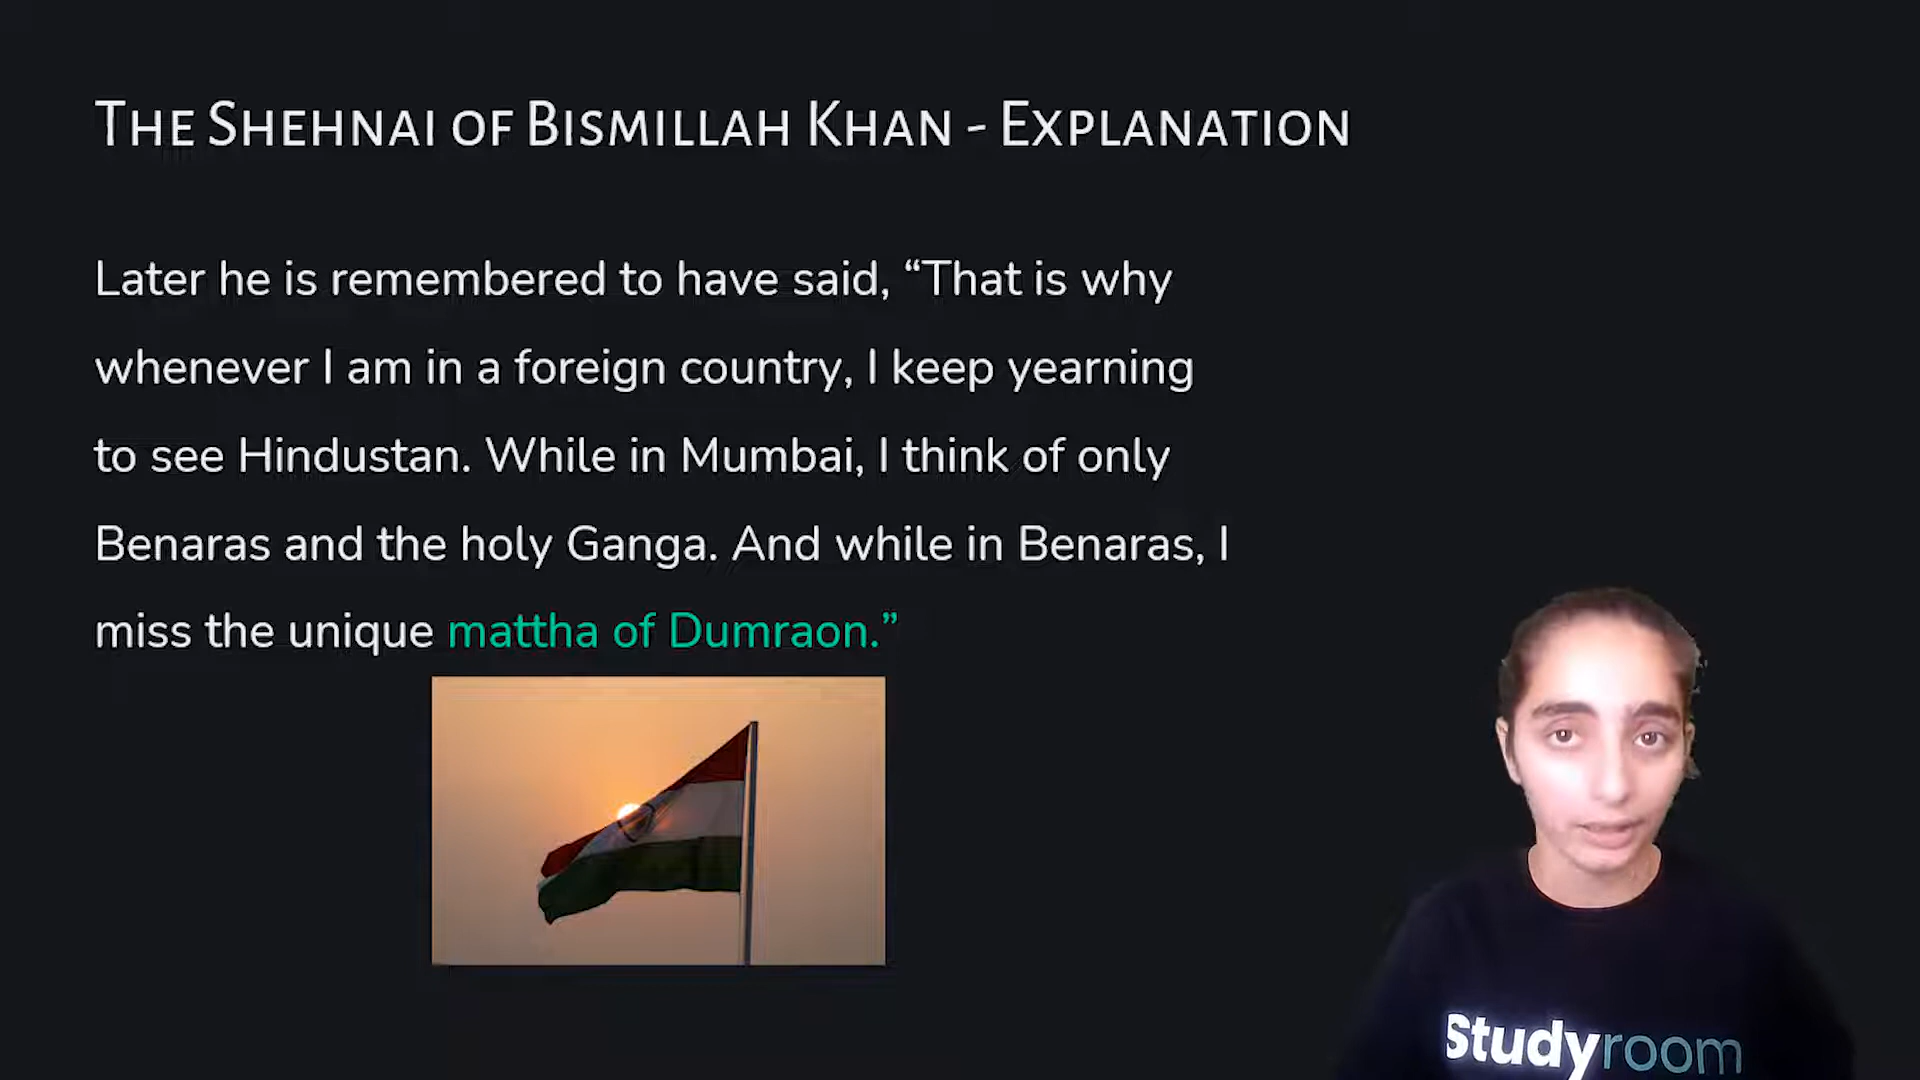 The Shehnai of Bismillah Khan - Explanation
Later he is remembered to have said, “That is why
whenever I am in a foreign country, I keep yearning
to see Hindustan. While in Mumbai, I think of only
Benaras and the holy Ganga. And while in Benaras, I
miss the unique mattha of Dumraon.”
Studyroom